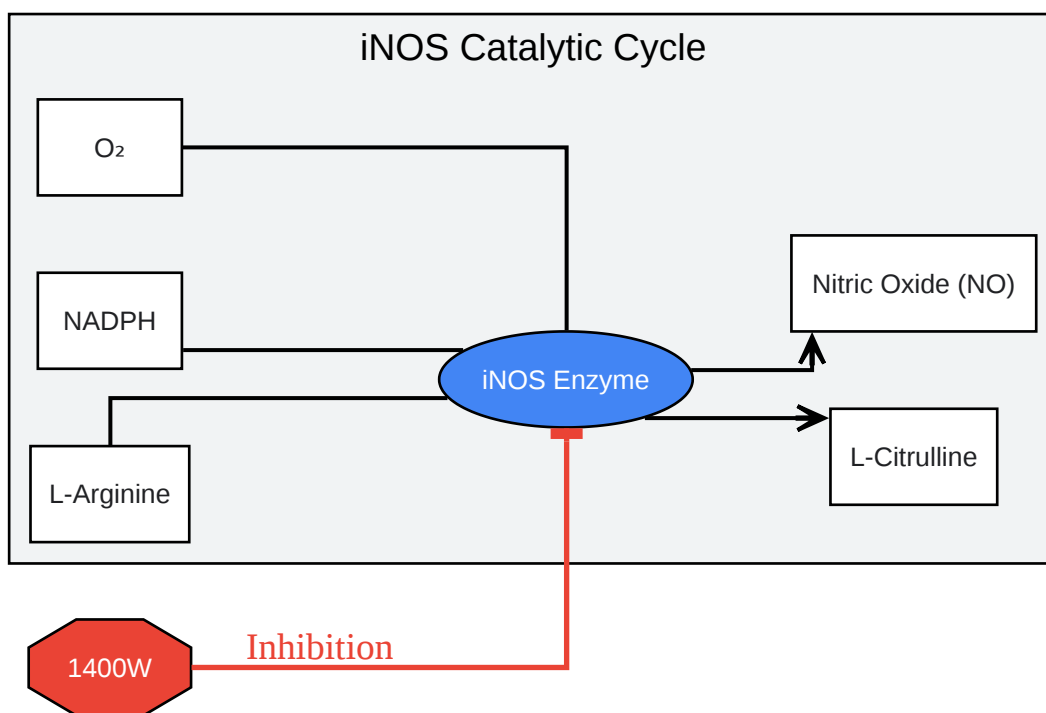 iNOS Catalytic Cycle
O₂
NADPH
L-Arginine
iNOS Enzyme
Nitric Oxide (NO)
L-Citrulline
1400W
Inhibition